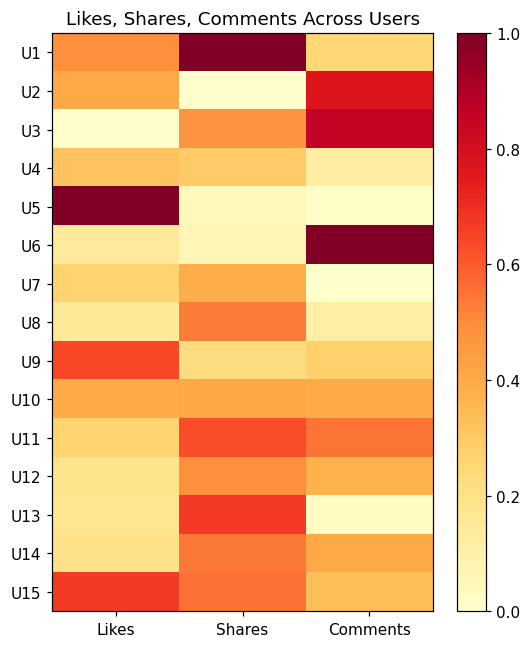 Likes, Shares, Comments Across Users
U1
U2
U3
U4
U5
U6
U7
U8
U9
U10
U11
U12
U13
U14
U15
Likes Shares Comments
1.0
0.8
0.6
0.4
0.2
0.0